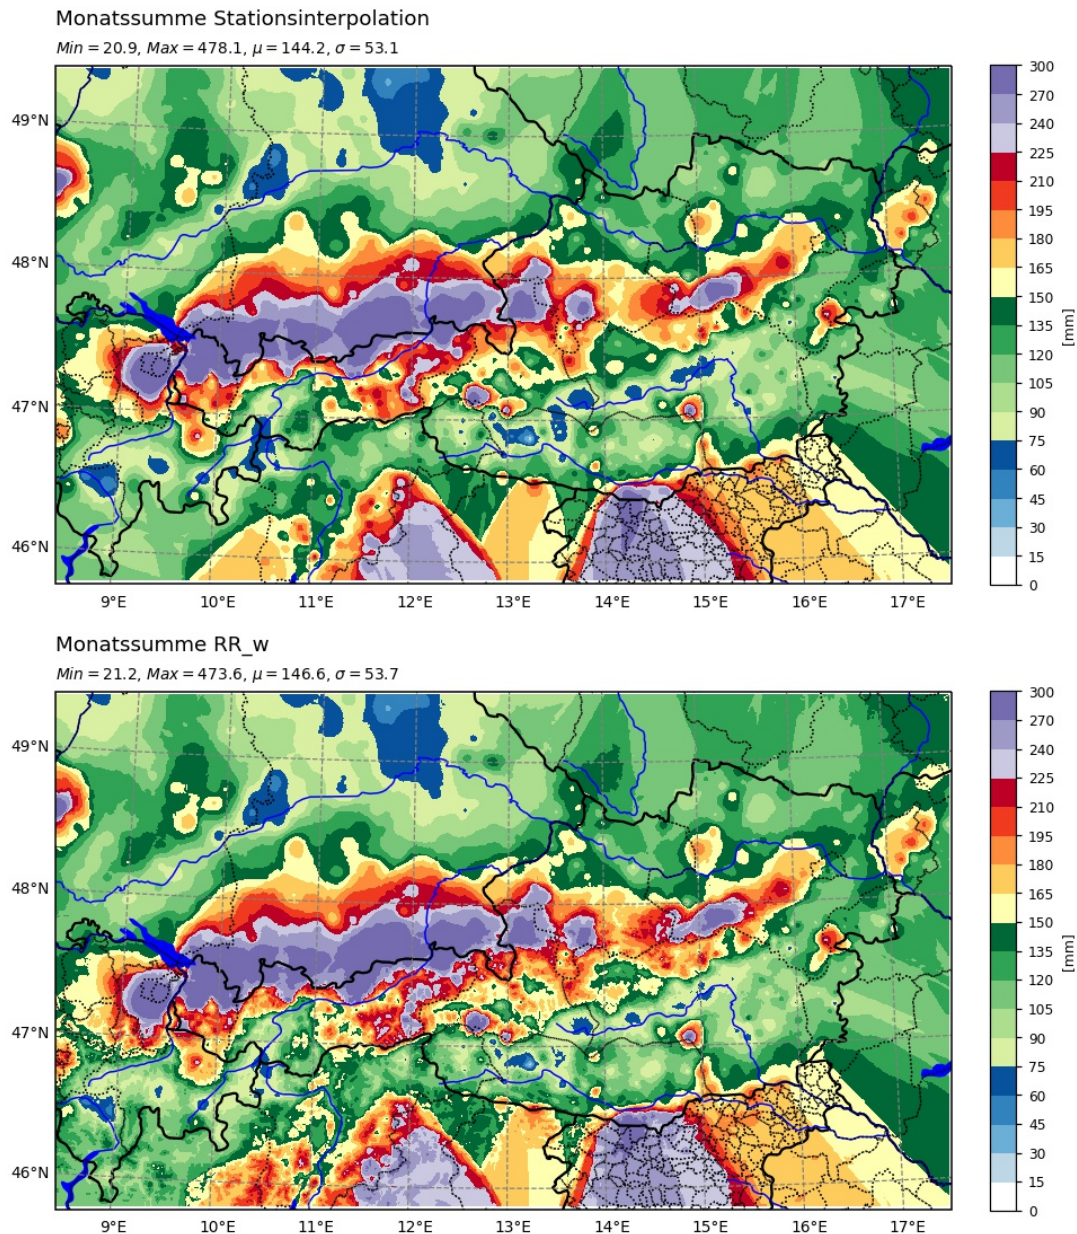 Monatssumme Stationsinterpolation
Min = 20.9, Max = 478.1, μ = 144.2, σ = 53.1
300
270
240
225
210
195
180
165
150
135
120
105
90
75
60
45
30
15
0
[mm]
49°N
48°N
47°N
46°N
9°E 10°E 11°E 12°E 13°E 14°E 15°E 16°E 17°E
Monatssumme RR_w
Min = 21.2, Max = 473.6, μ = 146.6, σ = 53.7
300
270
240
225
210
195
180
165
150
135
120
105
90
75
60
45
30
15
0
[mm]
49°N
48°N
47°N
46°N
9°E 10°E 11°E 12°E 13°E 14°E 15°E 16°E 17°E